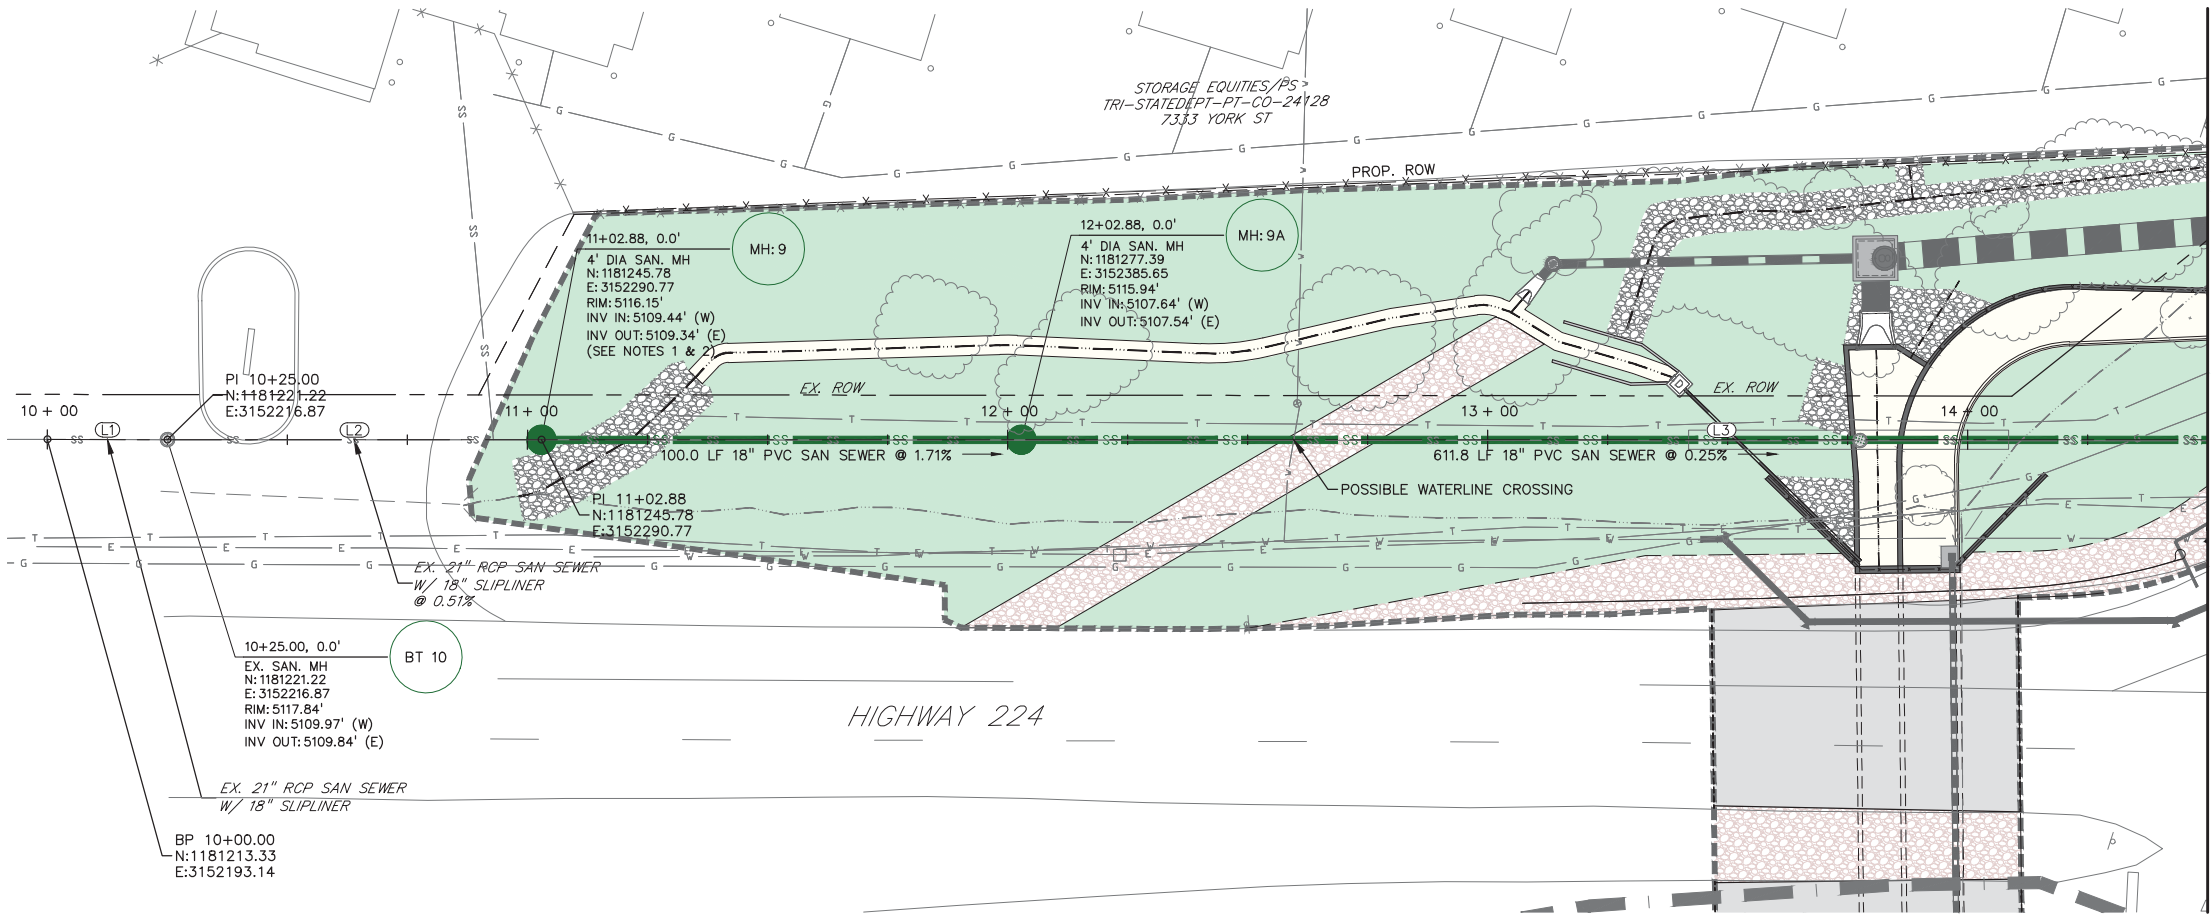 STORAGE EQUITIES/PS
TRI-STATEDEPT-PT-CO-24128
7333 YORK ST
PROP. ROW
11+02.88, 0.0'
4' DIA SAN. MH
N:1181245.78
E:3152290.77
RIM:5116.15'
INV IN:5109.44' (W)
INV OUT:5109.34' (E)
(SEE NOTES 1 & 2)
MH:9
12+02.88, 0.0'
4' DIA SAN. MH
N:1181277.39
E:3152385.65
RIM:5115.94'
INV IN:5107.64' (W)
INV OUT:5107.54' (E)
MH:9A
PI 10+25.00
N:1181221.22
E:3152216.87
EX. ROW
EX. ROW
10 + 00
11 + 00
12 + 00
13 + 00
14 + 00
L1
L2
L3
100.0 LF 18" PVC SAN SEWER @ 1.71%
611.8 LF 18" PVC SAN SEWER @ 0.25%
POSSIBLE WATERLINE CROSSING
PI 11+02.88
N:1181245.78
E:3152290.77
EX. 21" RCP SAN SEWER
W/ 18" SLIPLINER
@ 0.51%
10+25.00, 0.0'
EX. SAN. MH
N:1181221.22
E:3152216.87
RIM:5117.84'
INV IN:5109.97' (W)
INV OUT:5109.84' (E)
BT 10
HIGHWAY 224
EX. 21" RCP SAN SEWER
W/ 18" SLIPLINER
BP 10+00.00
N:1181213.33
E:3152193.14